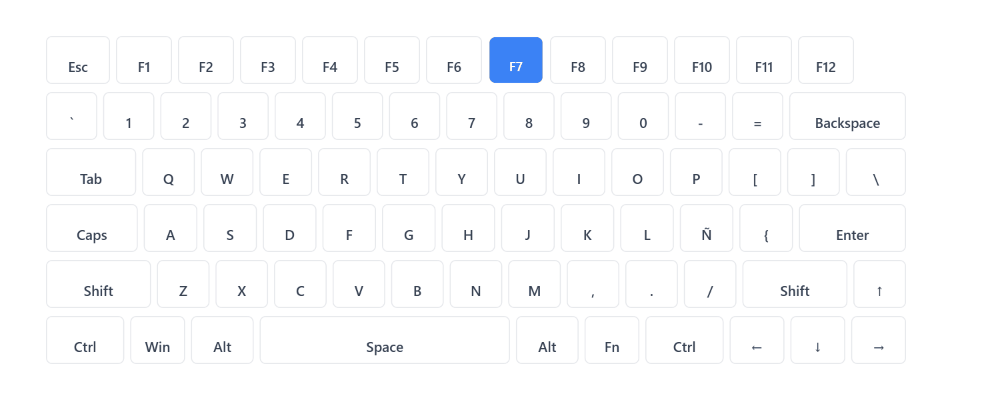 Esc F1 F2 F3 F4 F5 F6 F7 F8 F9 F10 F11 F12
` 1 2 3 4 5 6 7 8 9 0 - = Backspace
Tab Q W E R T Y U I O P [ ] \
Caps A S D F G H J K L Ñ { Enter
Shift Z X C V B N M , . / Shift ↑
Ctrl Win Alt Space Alt Fn Ctrl ← ↓ →